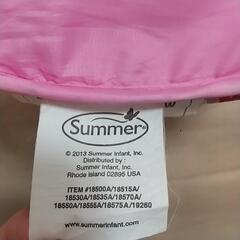 Summer
© 2013 Summer Infant, Inc.
Distributed by :
Summer Infant, Inc.
Rhode Island 02895 USA
ITEM #18500A/18515A/
18530A/18535A/18570A/
18550A/18555A/18575A/19260
www.summerinfant.com